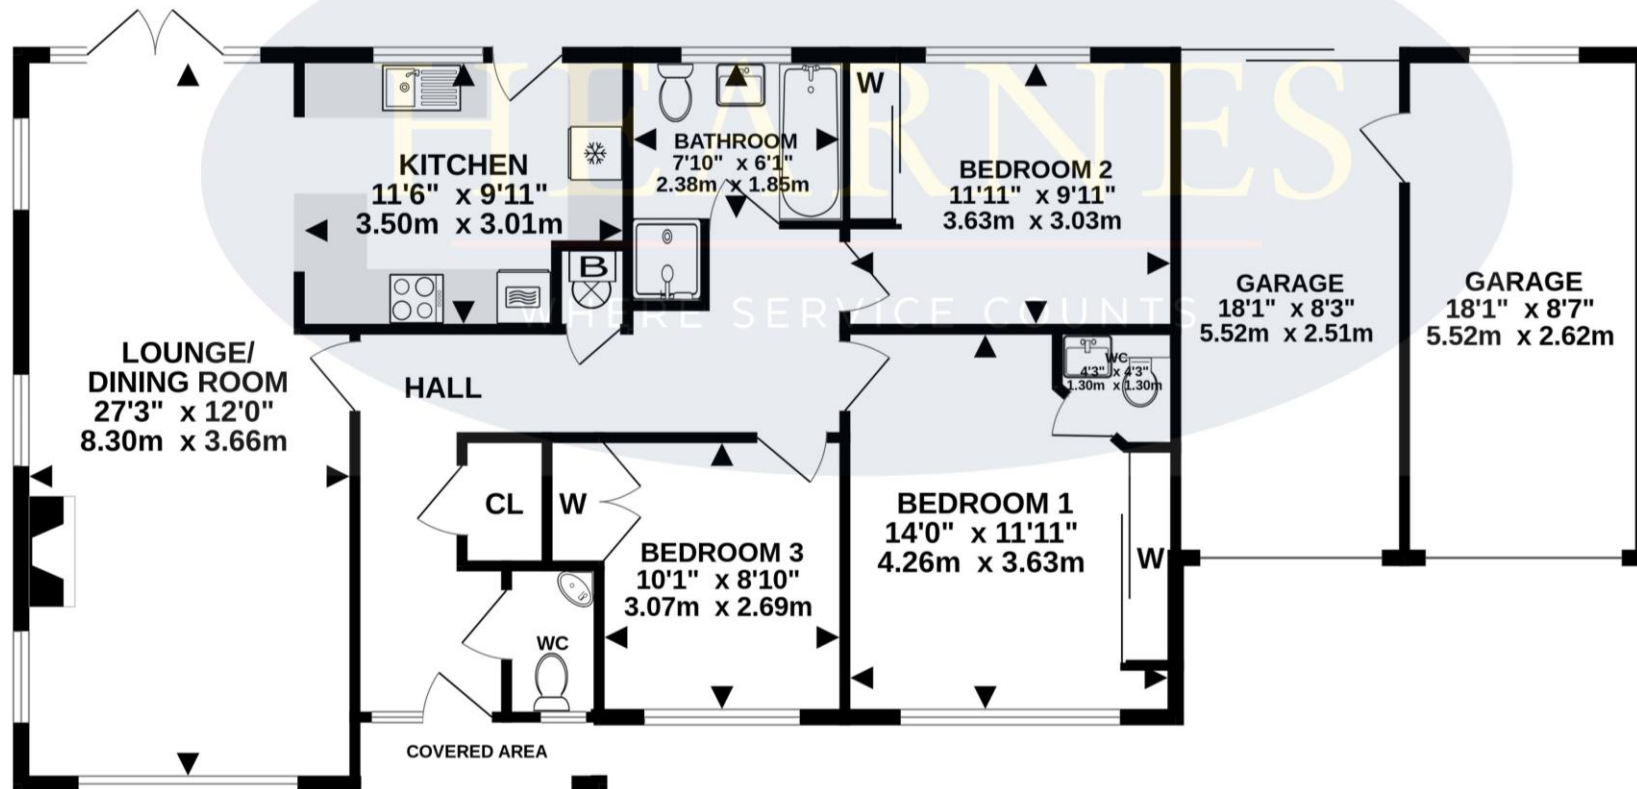 HEARNES
WHERE SERVICE COUNTS
KITCHEN
11'6" x 9'11"
3.50m x 3.01m
BATHROOM
7'10" x 6'1"
2.38m x 1.85m
W
BEDROOM 2
11'11" x 9'11"
3.63m x 3.03m
B
GARAGE
18'1" x 8'3"
5.52m x 2.51m
GARAGE
18'1" x 8'7"
5.52m x 2.62m
LOUNGE/
DINING ROOM
27'3" x 12'0"
8.30m x 3.66m
HALL
WC
4'3" x 4'3"
1.30m x 1.30m
CL
W
BEDROOM 3
10'1" x 8'10"
3.07m x 2.69m
BEDROOM 1
14'0" x 11'11"
4.26m x 3.63m
W
WC
COVERED AREA